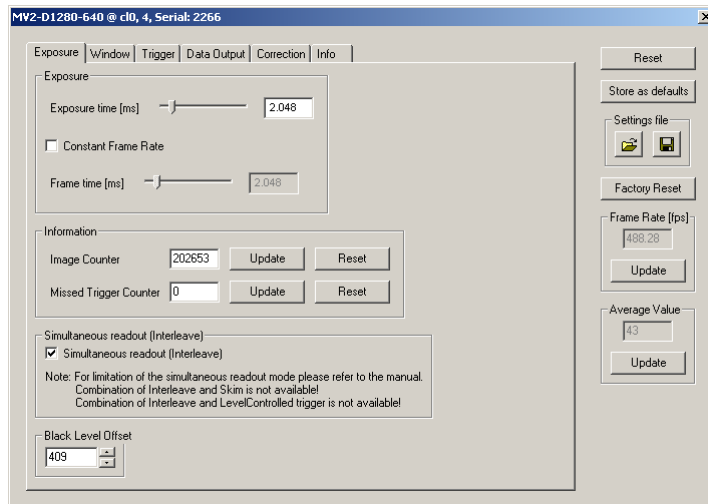 MV2-D1280-640 @ cl0, 4, Serial: 2266
Exposure Window Trigger Data Output Correction Info
Exposure
Exposure time [ms] 2.048
Constant Frame Rate
Frame time [ms] 2.048
Information
Image Counter 202653 Update Reset
Missed Trigger Counter 0 Update Reset
Simultaneous readout (Interleave)
Simultaneous readout (Interleave)
Note: For limitation of the simultaneous readout mode please refer to the manual.
Combination of Interleave and Skim is not available!
Combination of Interleave and LevelControlled trigger is not available!
Black Level Offset
409
Reset
Store as defaults
Settings file
Factory Reset
Frame Rate [fps]
488.28
Update
Average Value
43
Update